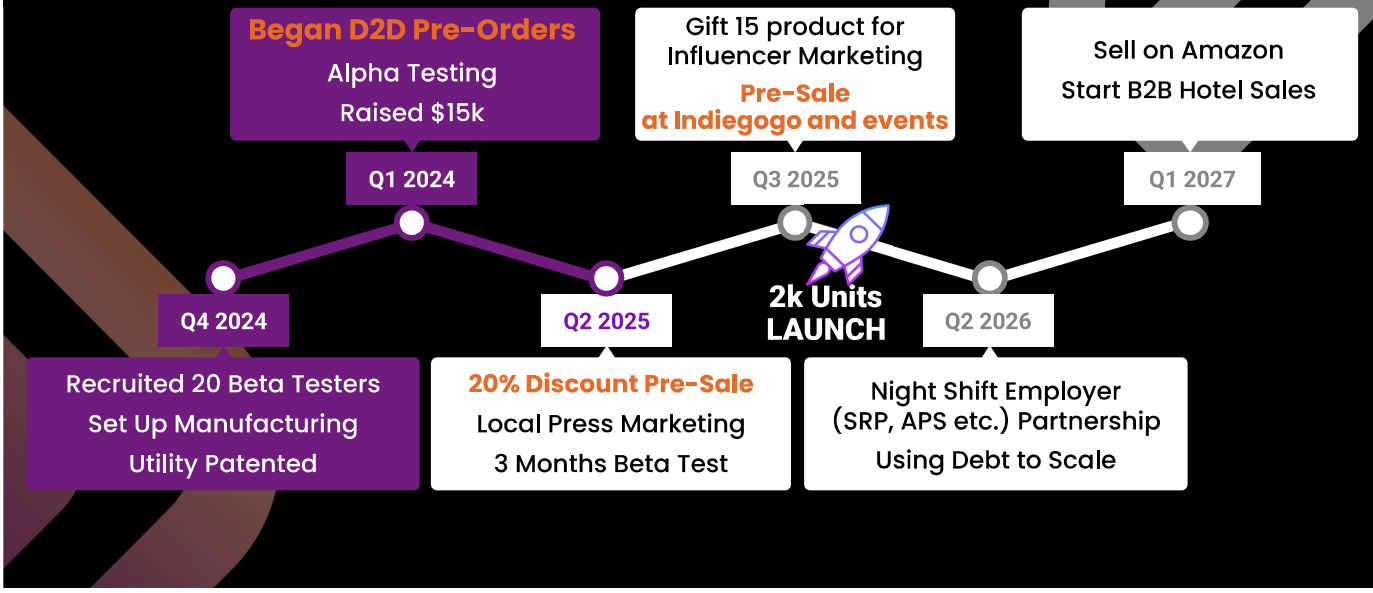 Began D2D Pre-Orders
Alpha Testing
Raised $15k
Q1 2024
Gift 15 product for
Influencer Marketing
Pre-Sale
at Indiegogo and events
Q3 2025
Sell on Amazon
Start B2B Hotel Sales
Q1 2027
2k Units
LAUNCH
Q4 2024
Recruited 20 Beta Testers
Set Up Manufacturing
Utility Patented
Q2 2025
20% Discount Pre-Sale
Local Press Marketing
3 Months Beta Test
Q2 2026
Night Shift Employer
(SRP, APS etc.) Partnership
Using Debt to Scale